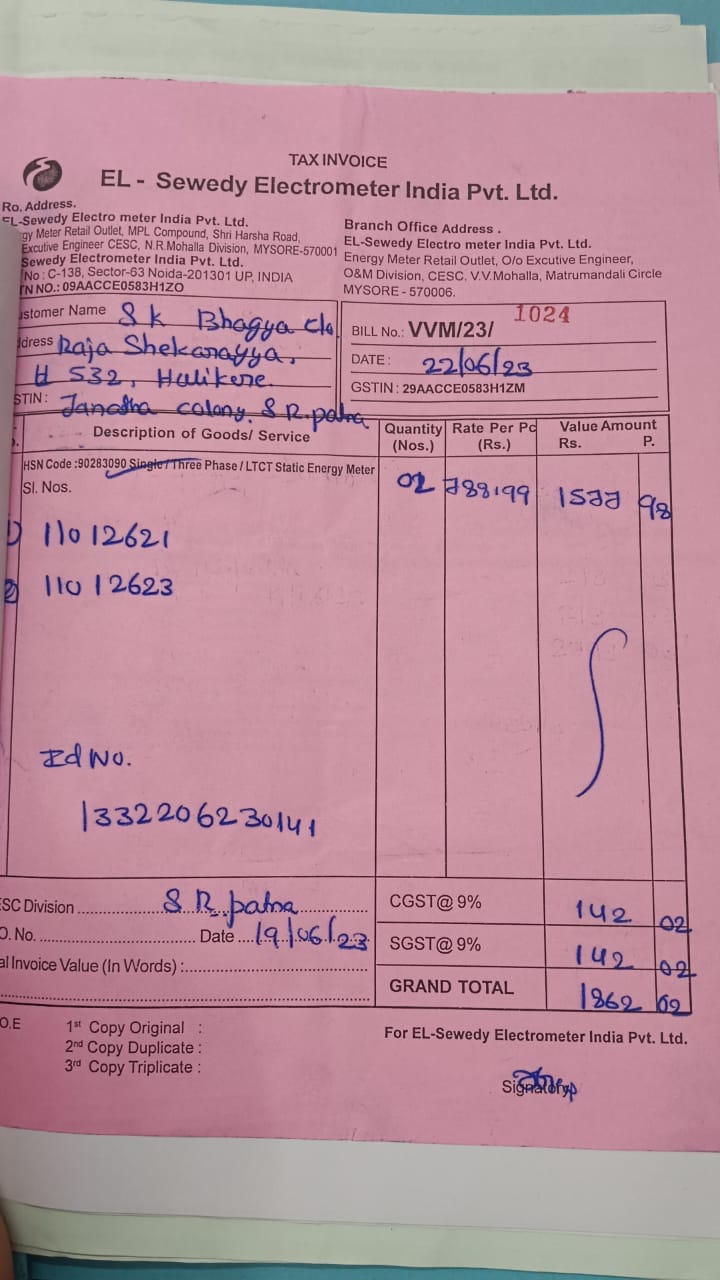 TAX INVOICE
EL - Sewedy Electrometer India Pvt. Ltd.
Ro. Address.
EL-Sewedy Electro meter India Pvt. Ltd.
gy Meter Retail Outlet, MPL Compound, Shri Harsha Road,
Excutive Engineer CESC, N.R.Mohalla Division, MYSORE-570001
Sewedy Electrometer India Pvt. Ltd.
No : C-138, Sector-63 Noida-201301 UP, INDIA
TN NO.: 09AACCE0583H1ZO
Branch Office Address .
EL-Sewedy Electro meter India Pvt. Ltd.
Energy Meter Retail Outlet, O/o Excutive Engineer,
O&M Division, CESC, V.V.Mohalla, Matrumandali Circle
MYSORE - 570006.
ustomer Name S K Bhagya C/o
dress Raja Shekarayya,
# 532, Halikere
STIN: Janatha colony. S R. patna
1024
BILL No.: VVM/23/
DATE : 22/06/23
GSTIN : 29AACCE0583H1ZM
Description of Goods/ Service Quantity (Nos.) Rate Per Pc (Rs.) Value Amount Rs. P.
HSN Code :90283090 Single / Three Phase / LTCT Static Energy Meter 02 788.99 1577 98
Sl. Nos.
1) 11012621
2) 11012623
Id No.
1332206230141
ESC Division S R. patna
O. No. Date 19/06/23
al Invoice Value (In Words) :
CGST@ 9% 142 02
SGST@ 9% 142 02
GRAND TOTAL 1862 02
O.E 1st Copy Original :
2nd Copy Duplicate :
3rd Copy Triplicate :
For EL-Sewedy Electrometer India Pvt. Ltd.
Signatory